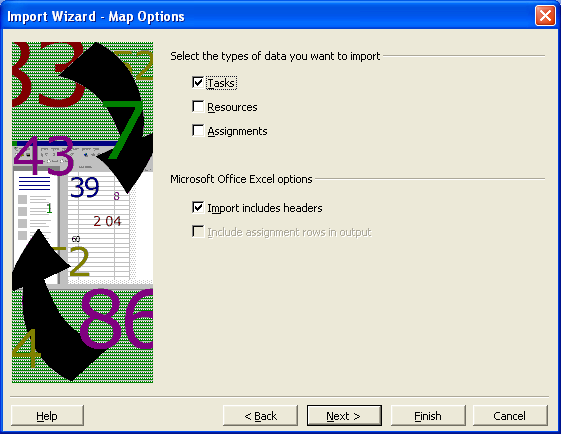 Import Wizard - Map Options
33
52
7
43
39
8
1
2 04
60
52
86
4
Select the types of data you want to import
Tasks
Resources
Assignments
Microsoft Office Excel options
Import includes headers
Include assignment rows in output
Help
< Back
Next >
Finish
Cancel